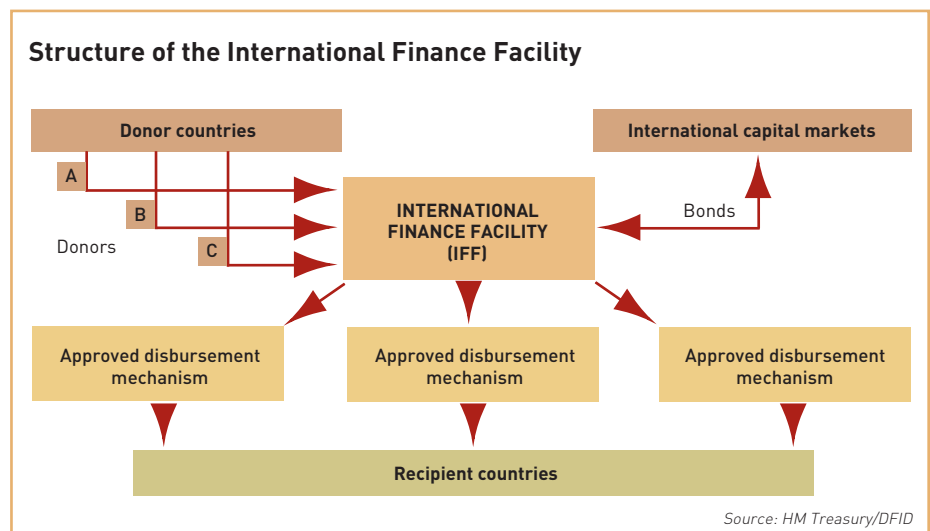 Structure of the International Finance Facility
Donor countries
International capital markets
A
B
C
Donors
INTERNATIONAL
FINANCE FACILITY
(IFF)
Bonds
Approved disbursement
mechanism
Approved disbursement
mechanism
Approved disbursement
mechanism
Recipient countries
Source: HM Treasury/DFID